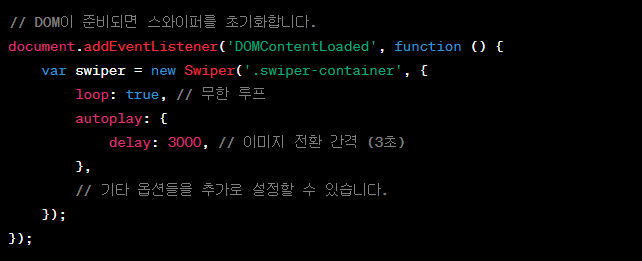 // DOM이 준비되면 스와이퍼를 초기화합니다.
document.addEventListener('DOMContentLoaded', function () {
    var swiper = new Swiper('.swiper-container', {
        loop: true, // 무한 루프
        autoplay: {
            delay: 3000, // 이미지 전환 간격 (3초)
        },
        // 기타 옵션들을 추가로 설정할 수 있습니다.
    });
});